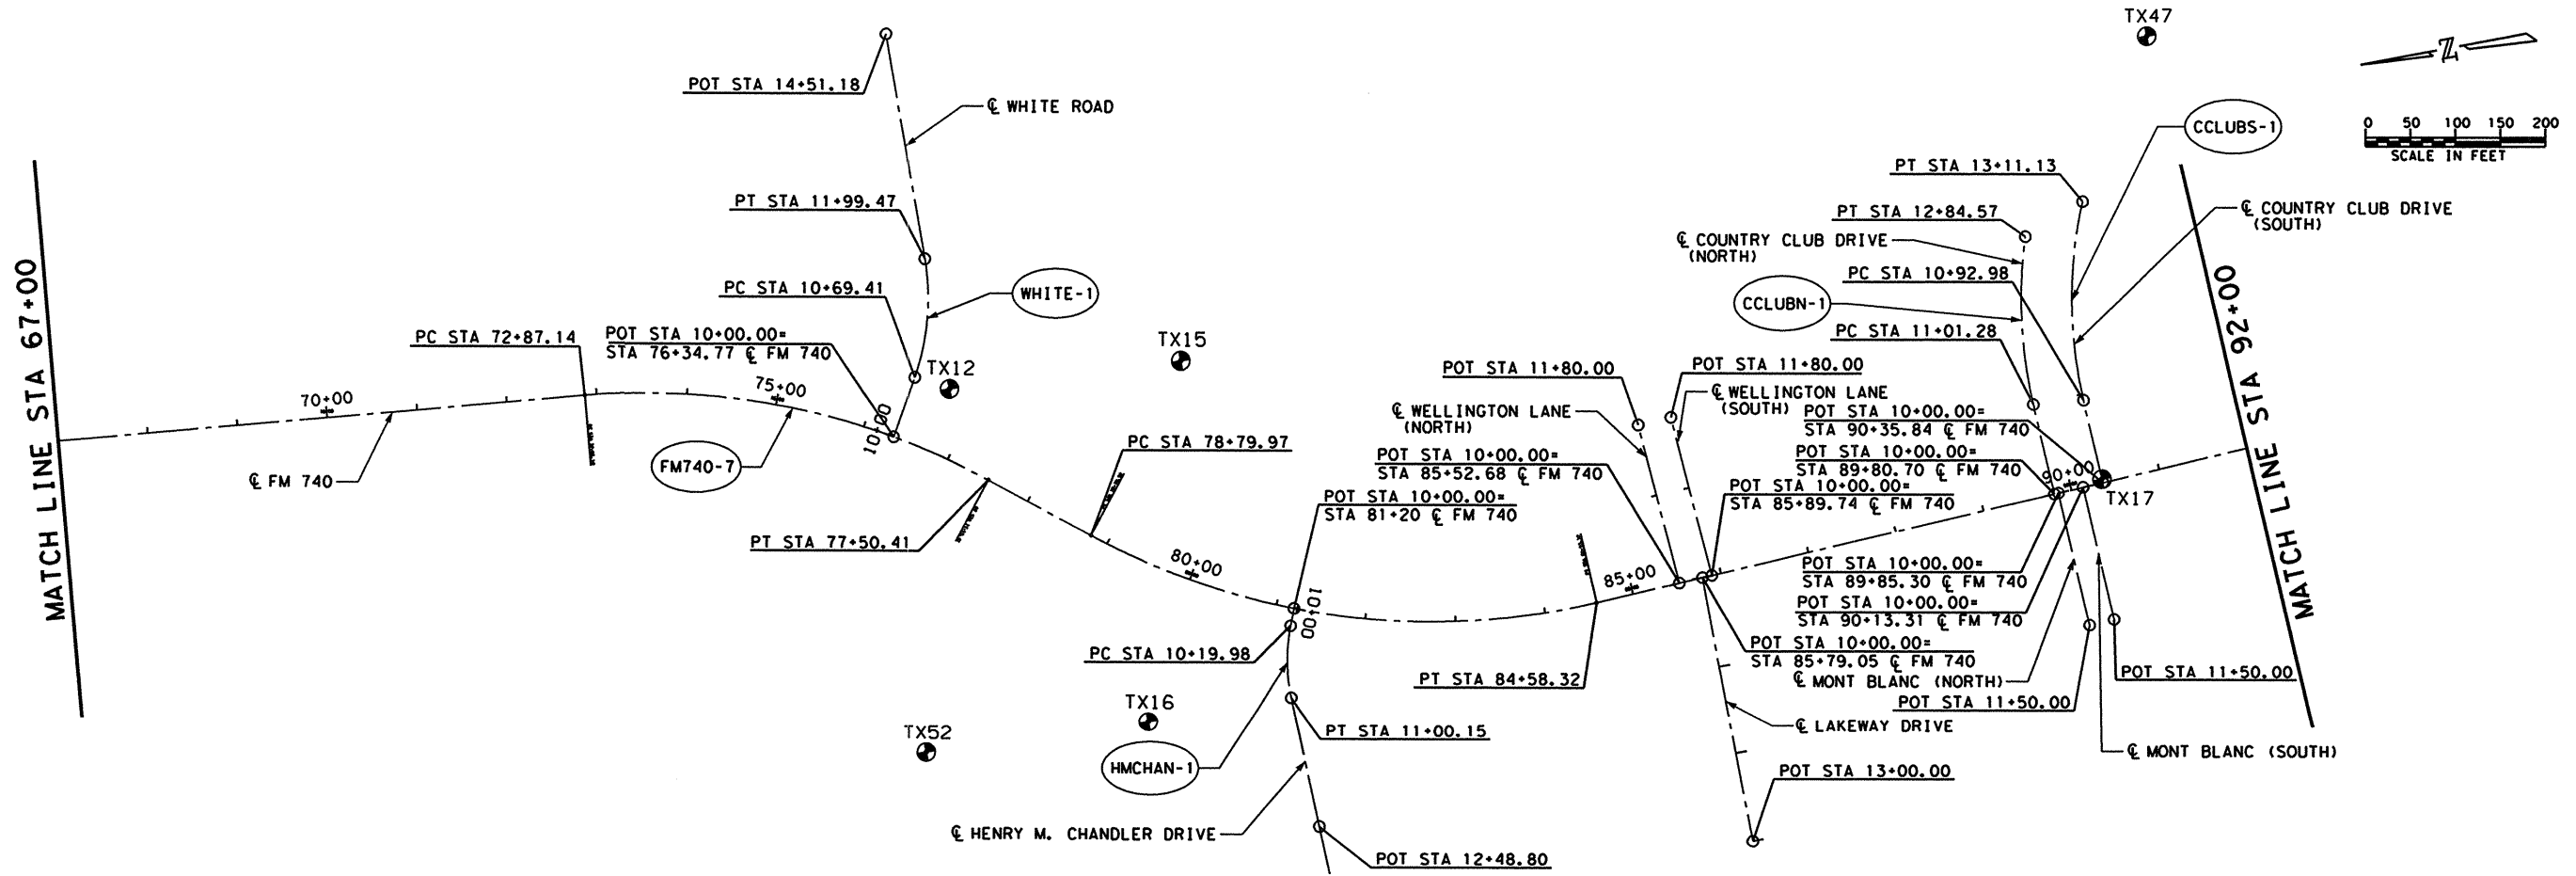 TX47
Z
POT STA 14+51.18
℄ WHITE ROAD
0 50 100 150 200
SCALE IN FEET
CCLUBS-1
PT STA 13+11.13
PT STA 11+99.47
PT STA 12+84.57
℄ COUNTRY CLUB DRIVE
(SOUTH)
℄ COUNTRY CLUB DRIVE
(NORTH)
MATCH LINE STA 67+00
PC STA 10+69.41
WHITE-1
PC STA 10+92.98
CCLUBN-1
MATCH LINE STA 92+00
PC STA 72+87.14
POT STA 10+00.00=
STA 76+34.77 ℄ FM 740
TX15
PC STA 11+01.28
TX12
POT STA 11+80.00
POT STA 11+80.00
70+00
75+00
10+00
℄ WELLINGTON LANE
(SOUTH)
℄ WELLINGTON LANE
(NORTH)
POT STA 10+00.00=
STA 90+35.84 ℄ FM 740
℄ FM 740
FM740-7
PC STA 78+79.97
POT STA 10+00.00=
STA 85+52.68 ℄ FM 740
POT STA 10+00.00=
STA 89+80.70 ℄ FM 740
90+00
TX17
POT STA 10+00.00=
STA 81+20 ℄ FM 740
POT STA 10+00.00=
STA 85+89.74 ℄ FM 740
PT STA 77+50.41
80+00
85+00
10+00
POT STA 10+00.00=
STA 89+85.30 ℄ FM 740
POT STA 10+00.00=
STA 90+13.31 ℄ FM 740
PC STA 10+19.98
POT STA 10+00.00=
STA 85+79.05 ℄ FM 740
PT STA 84+58.32
℄ MONT BLANC (NORTH)
POT STA 11+50.00
POT STA 11+50.00
TX16
TX52
PT STA 11+00.15
℄ LAKEWAY DRIVE
℄ MONT BLANC (SOUTH)
HMCHAN-1
POT STA 13+00.00
℄ HENRY M. CHANDLER DRIVE
POT STA 12+48.80